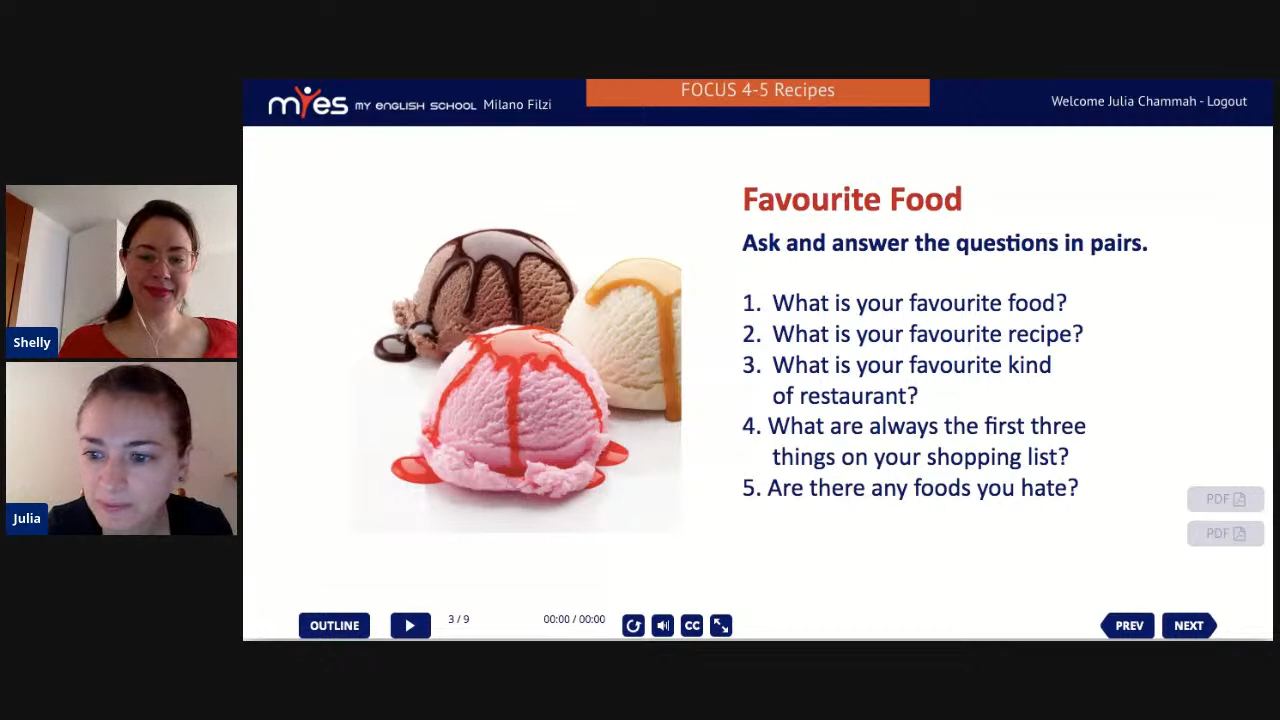 FOCUS 4-5 Recipes
myes MY ENGLISH SCHOOL Milano Filzi
Welcome Julia Chammah - Logout
Shelly
Julia
Favourite Food
Ask and answer the questions in pairs.
1. What is your favourite food?
2. What is your favourite recipe?
3. What is your favourite kind
of restaurant?
4. What are always the first three
things on your shopping list?
5. Are there any foods you hate?
PDF
PDF
OUTLINE
3 / 9
00:00 / 00:00
CC
PREV
NEXT